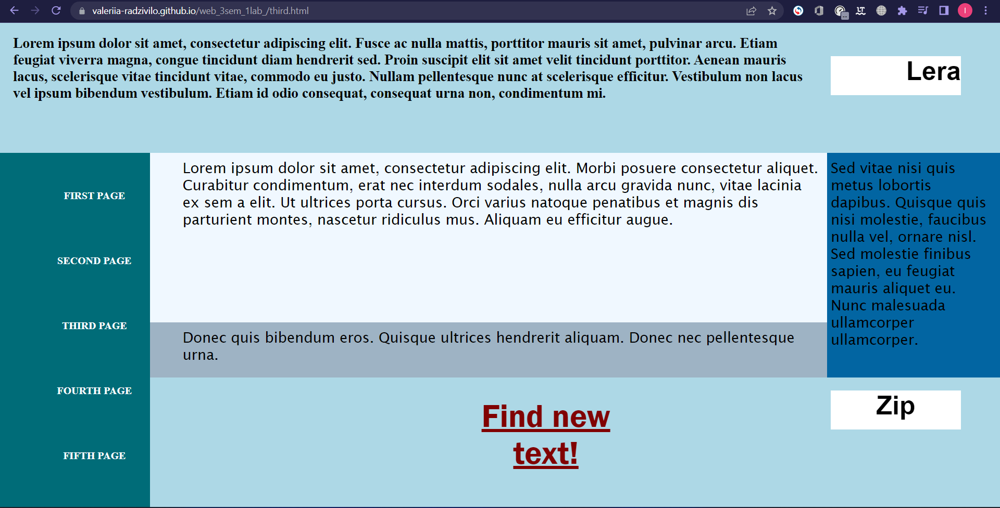 valeriia-radzivilo.github.io/web_3sem_1lab_/third.html
I
Lorem ipsum dolor sit amet, consectetur adipiscing elit. Fusce ac nulla mattis, porttitor mauris sit amet, pulvinar arcu. Etiam
feugiat viverra magna, congue tincidunt diam hendrerit sed. Proin suscipit elit sit amet velit tincidunt porttitor. Aenean mauris
lacus, scelerisque vitae tincidunt vitae, commodo eu justo. Nullam pellentesque nunc at scelerisque efficitur. Vestibulum non lacus
vel ipsum bibendum vestibulum. Etiam id odio consequat, consequat urna non, condimentum mi.
Lera
FIRST PAGE
SECOND PAGE
THIRD PAGE
FOURTH PAGE
FIFTH PAGE
Lorem ipsum dolor sit amet, consectetur adipiscing elit. Morbi posuere consectetur aliquet.
Curabitur condimentum, erat nec interdum sodales, nulla arcu gravida nunc, vitae lacinia
ex sem a elit. Ut ultrices porta cursus. Orci varius natoque penatibus et magnis dis
parturient montes, nascetur ridiculus mus. Aliquam eu efficitur augue.
Donec quis bibendum eros. Quisque ultrices hendrerit aliquam. Donec nec pellentesque
urna.
Sed vitae nisi quis
metus lobortis
dapibus. Quisque quis
nisi molestie, faucibus
nulla vel, ornare nisl.
Sed molestie finibus
sapien, eu feugiat
mauris aliquet eu.
Nunc malesuada
ullamcorper
ullamcorper.
Find new
text!
Zip